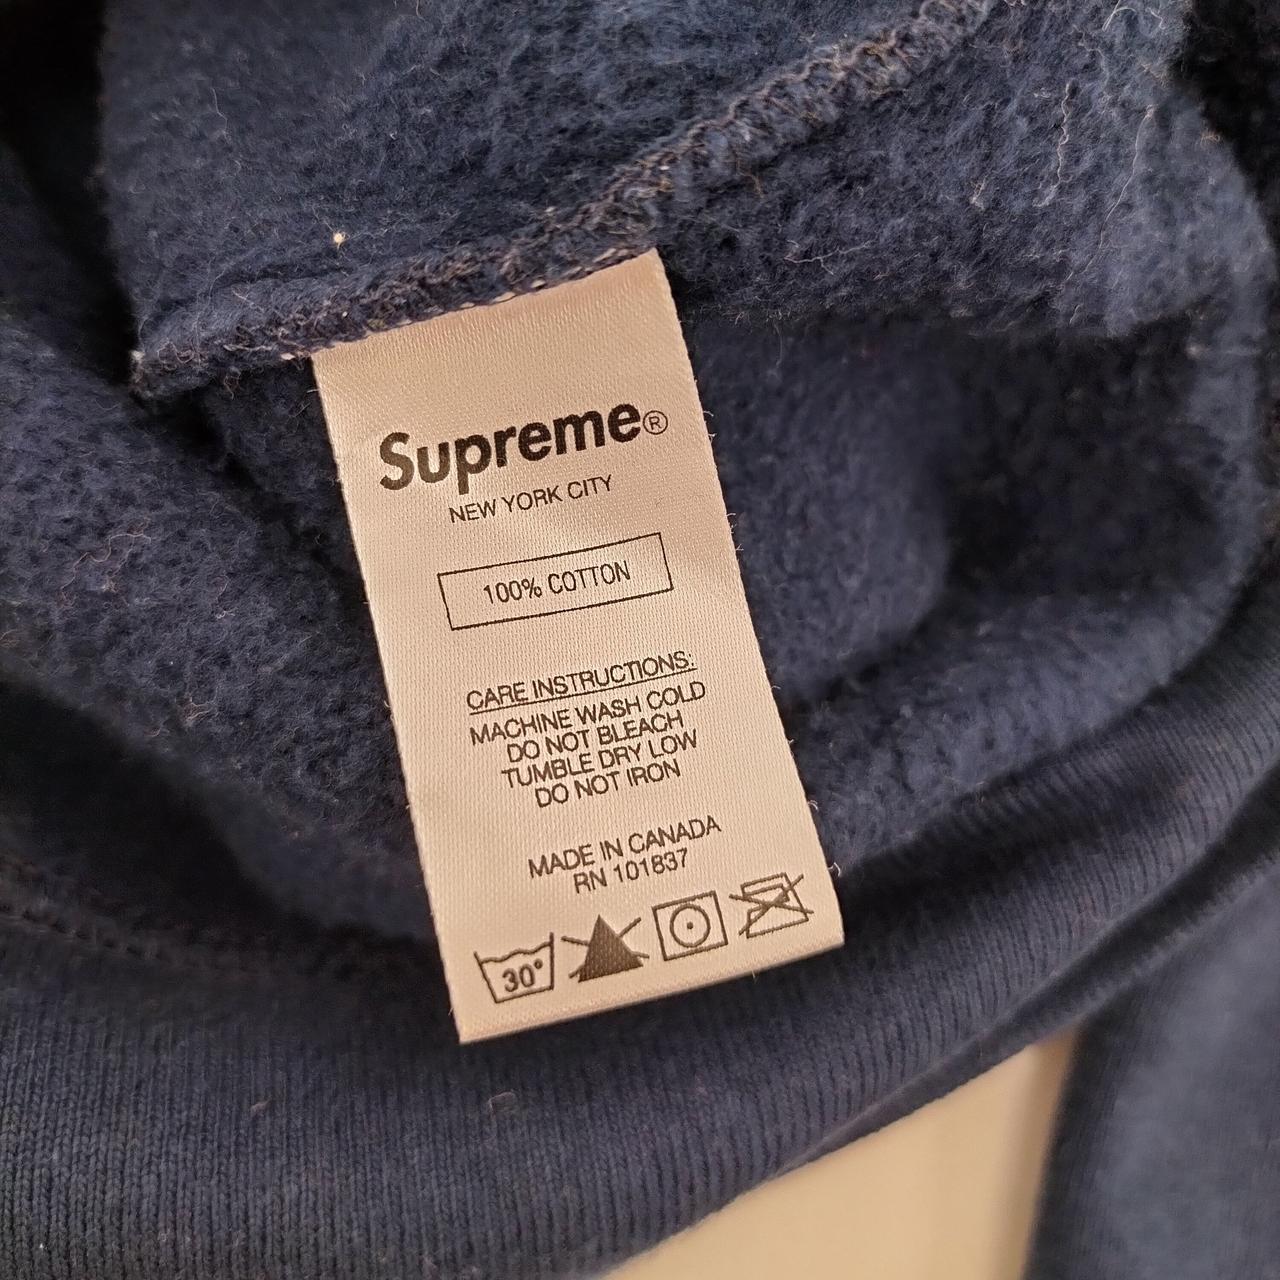 Supreme®
NEW YORK CITY
100% COTTON
CARE INSTRUCTIONS:
MACHINE WASH COLD
DO NOT BLEACH
TUMBLE DRY LOW
DO NOT IRON
MADE IN CANADA
RN 101837
30°